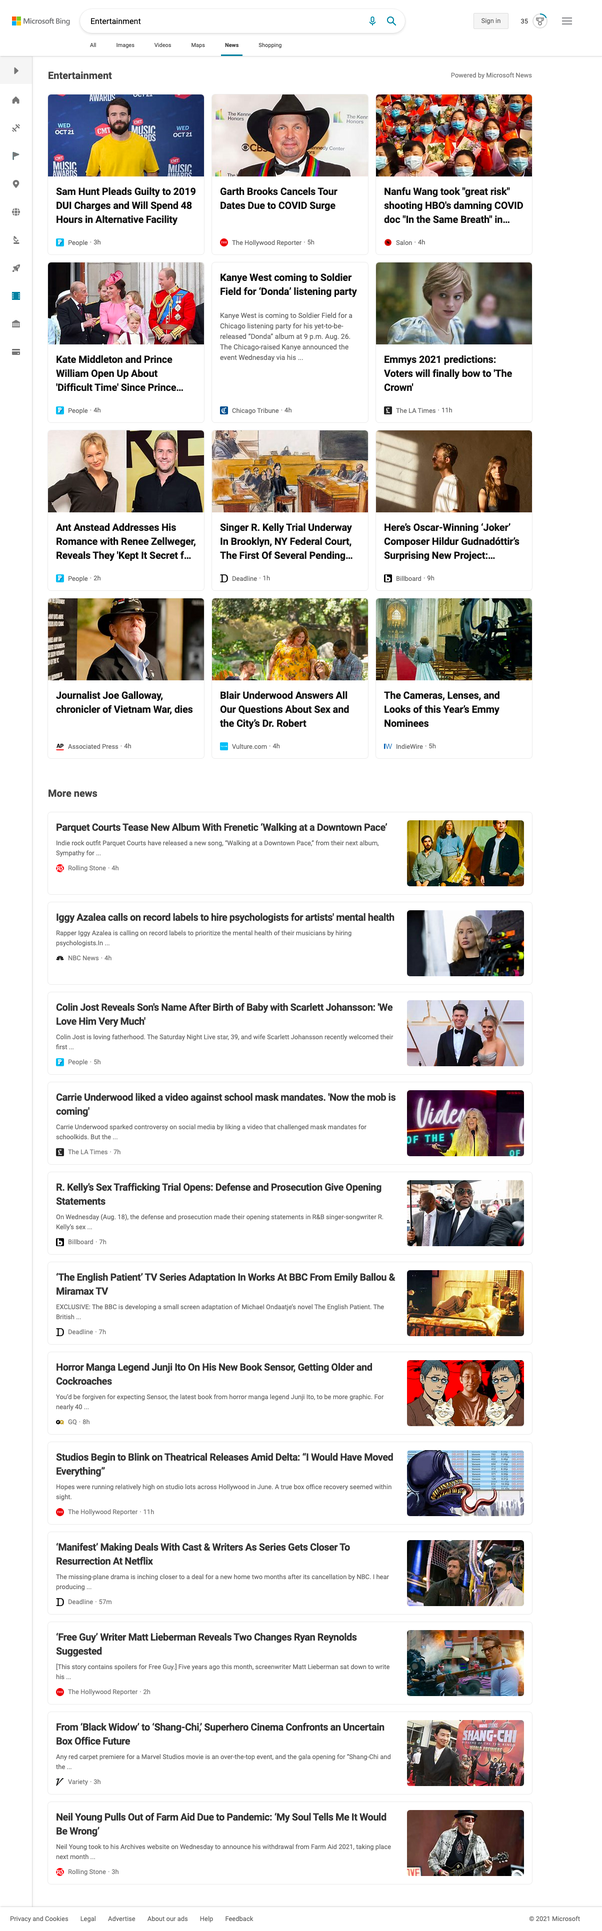 Microsoft Bing
Entertainment
Sign in
35
All
Images
Videos
Maps
News
Shopping
Entertainment
Powered by Microsoft News
Sam Hunt Pleads Guilty to 2019
DUI Charges and Will Spend 48
Hours in Alternative Facility
People · 3h
Garth Brooks Cancels Tour
Dates Due to COVID Surge
The Hollywood Reporter · 5h
Nanfu Wang took "great risk"
shooting HBO's damning COVID
doc "In the Same Breath" in...
Salon · 4h
Kate Middleton and Prince
William Open Up About
'Difficult Time' Since Prince...
People · 4h
Kanye West coming to Soldier
Field for ‘Donda’ listening party
Kanye West is coming to Soldier Field for a
Chicago listening party for his yet-to-be-
released “Donda” album at 9 p.m. Aug. 26.
The Chicago-raised Kanye announced the
event Wednesday via his ...
Chicago Tribune · 4h
Emmys 2021 predictions:
Voters will finally bow to 'The
Crown'
The LA Times · 11h
Ant Anstead Addresses His
Romance with Renee Zellweger,
Reveals They 'Kept It Secret f...
People · 2h
Singer R. Kelly Trial Underway
In Brooklyn, NY Federal Court,
The First Of Several Pending...
Deadline · 1h
Here’s Oscar-Winning ‘Joker’
Composer Hildur Gudnadóttir’s
Surprising New Project:...
Billboard · 9h
Journalist Joe Galloway,
chronicler of Vietnam War, dies
Associated Press · 4h
Blair Underwood Answers All
Our Questions About Sex and
the City’s Dr. Robert
Vulture.com · 4h
The Cameras, Lenses, and
Looks of this Year’s Emmy
Nominees
IndieWire · 5h
More news
Parquet Courts Tease New Album With Frenetic ‘Walking at a Downtown Pace’
Indie rock outfit Parquet Courts have released a new song, “Walking at a Downtown Pace,” from their next album,
Sympathy for ...
Rolling Stone · 4h
Iggy Azalea calls on record labels to hire psychologists for artists' mental health
Rapper Iggy Azalea is calling on record labels to prioritize the mental health of their musicians by hiring
psychologists.In ...
NBC News · 4h
Colin Jost Reveals Son's Name After Birth of Baby with Scarlett Johansson: 'We
Love Him Very Much'
Colin Jost is loving fatherhood. The Saturday Night Live star, 39, and wife Scarlett Johansson recently welcomed their
first ...
People · 5h
Carrie Underwood liked a video against school mask mandates. 'Now the mob is
coming'
Carrie Underwood sparked controversy on social media by liking a video that challenged mask mandates for
schoolkids. But the ...
The LA Times · 7h
R. Kelly’s Sex Trafficking Trial Opens: Defense and Prosecution Give Opening
Statements
On Wednesday (Aug. 18), the defense and prosecution made their opening statements in R&B singer-songwriter R.
Kelly’s sex ...
Billboard · 7h
‘The English Patient’ TV Series Adaptation In Works At BBC From Emily Ballou &
Miramax TV
EXCLUSIVE: The BBC is developing a small screen adaptation of Michael Ondaatje’s novel The English Patient. The
British ...
Deadline · 7h
Horror Manga Legend Junji Ito On His New Book Sensor, Getting Older and
Cockroaches
You’d be forgiven for expecting Sensor, the latest book from horror manga legend Junji Ito, to be more graphic. For
nearly 40 ...
GQ · 8h
Studios Begin to Blink on Theatrical Releases Amid Delta: “I Would Have Moved
Everything”
Hopes were running relatively high on studio lots across Hollywood in June. A true box office recovery seemed within
sight.
The Hollywood Reporter · 11h
‘Manifest’ Making Deals With Cast & Writers As Series Gets Closer To
Resurrection At Netflix
The missing-plane drama is inching closer to a deal for a new home two months after its cancellation by NBC. I hear
producing ...
Deadline · 57m
‘Free Guy’ Writer Matt Lieberman Reveals Two Changes Ryan Reynolds
Suggested
[This story contains spoilers for Free Guy.] Five years ago this month, screenwriter Matt Lieberman sat down to write
his ...
The Hollywood Reporter · 2h
From ‘Black Widow’ to ‘Shang-Chi,’ Superhero Cinema Confronts an Uncertain
Box Office Future
Any red carpet premiere for a Marvel Studios movie is an over-the-top event, and the gala opening for “Shang-Chi and
the ...
Variety · 3h
SHANG-CHI
Neil Young Pulls Out of Farm Aid Due to Pandemic: ‘My Soul Tells Me It Would
Be Wrong’
Neil Young took to his Archives website on Wednesday to announce his withdrawal from Farm Aid 2021, taking place
next month ...
Rolling Stone · 3h
Privacy and Cookies
Legal
Advertise
About our ads
Help
Feedback
© 2021 Microsoft